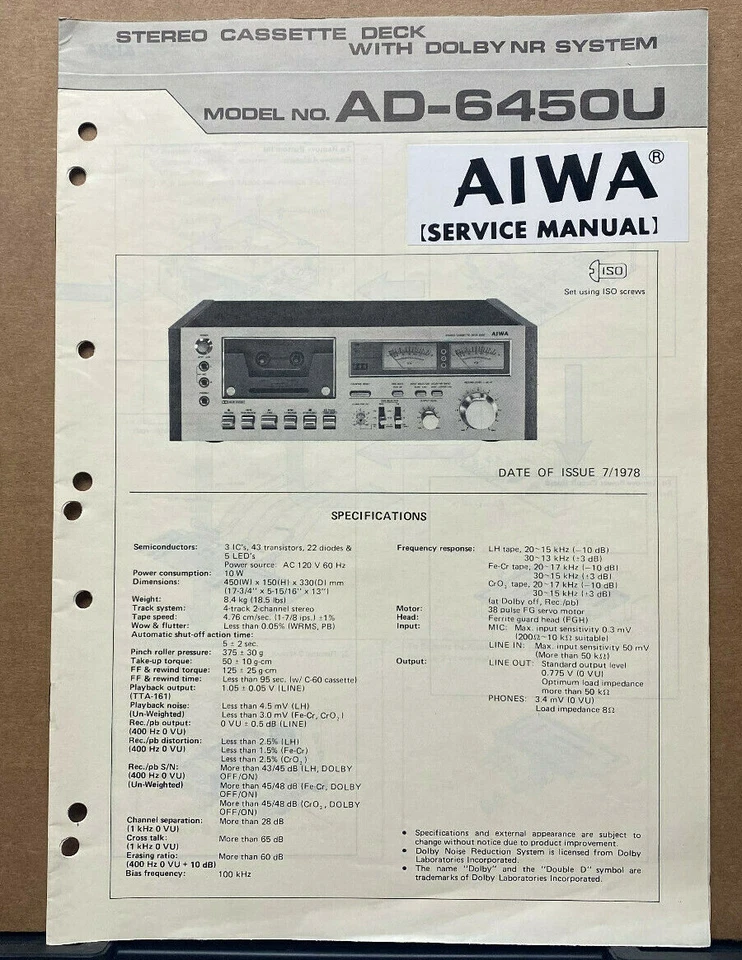 STEREO CASSETTE DECK
WITH DOLBY NR SYSTEM
MODEL NO. AD-6450U
AIWA®
【SERVICE MANUAL】
ISO
Set using ISO screws
AIWA
DATE OF ISSUE 7/1978
SPECIFICATIONS
Semiconductors: 3 IC's, 43 transistors, 22 diodes &
5 LED's
Power source: AC 120 V 60 Hz
Power consumption: 10 W
Dimensions: 450(W) x 150(H) x 330(D) mm
(17-3/4" x 5-15/16" x 13")
Weight: 8.4 kg (18.5 lbs)
Track system: 4-track 2-channel stereo
Tape speed: 4.76 cm/sec. (1-7/8 ips.) ±1%
Wow & flutter: Less than 0.05% (WRMS, PB)
Automatic shut-off action time:
5 ± 2 sec.
Pinch roller pressure: 375 ± 30 g
Take-up torque: 50 ± 10 g-cm
FF & rewind torque: 125 ± 25 g-cm
FF & rewind time: Less than 95 sec. (w/ C-60 cassette)
Playback output: 1.05 ± 0.05 V (LINE)
(TTA-161)
Playback noise: Less than 4.5 mV (LH)
(Un-Weighted) Less than 3.0 mV (Fe-Cr, CrO₂)
Rec./pb output: 0 VU ± 0.5 dB (LINE)
(400 Hz 0 VU)
Rec./pb distortion: Less than 2.5% (LH)
(400 Hz 0 VU) Less than 1.5% (Fe-Cr)
Less than 2.5% (CrO₂)
Rec./pb S/N: More than 43/45 dB (LH, DOLBY
(400 Hz 0 VU) OFF/ON)
(Un-Weighted) More than 45/48 dB (Fe-Cr, DOLBY
OFF/ON)
More than 45/48 dB (CrO₂, DOLBY
OFF/ON)
Channel separation: More than 28 dB
(1 kHz 0 VU)
Cross talk: More than 65 dB
(1 kHz 0 VU)
Erasing ratio: More than 60 dB
(400 Hz 0 VU + 10 dB)
Bias frequency: 100 kHz
Frequency response: LH tape, 20~15 kHz (−10 dB)
30~13 kHz (±3 dB)
Fe-Cr tape, 20~17 kHz (−10 dB)
30~15 kHz (±3 dB)
CrO₂ tape, 20~17 kHz (−10 dB)
30~15 kHz (±3 dB)
(at Dolby off, Rec./pb)
Motor: 38 pulse FG servo motor
Head: Ferrite guard head (FGH)
Input: MIC: Max. input sensitivity 0.3 mV
(200Ω~10 kΩ suitable)
LINE IN: Max. input sensitivity 50 mV
(More than 50 kΩ)
Output: LINE OUT: Standard output level
0.775 V (0 VU)
Optimum load impedance
more than 50 kΩ
PHONES: 3.4 mV (0 VU)
Load impedance 8Ω
• Specifications and external appearance are subject to
change without notice due to product improvement.
• Dolby Noise Reduction System is licensed from Dolby
Laboratories Incorporated.
• The name "Dolby" and the "Double D" symbol are
trademarks of Dolby Laboratories Incorporated.